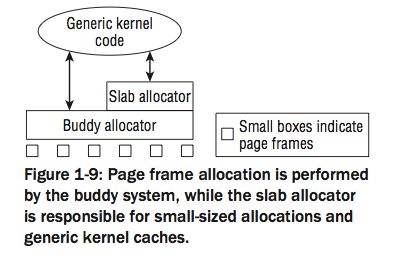 Generic kernel
code
Slab allocator
Buddy allocator
Small boxes indicate
page frames
Figure 1-9: Page frame allocation is performed
by the buddy system, while the slab allocator
is responsible for small-sized allocations and
generic kernel caches.